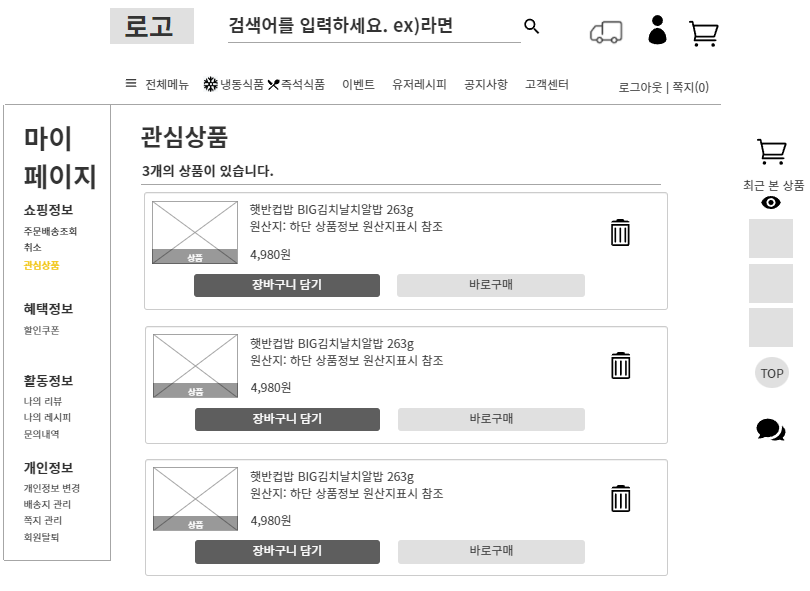 로고
검색어를 입력하세요. ex)라면
전체메뉴 냉동식품 즉석식품 이벤트 유저레시피 공지사항 고객센터
로그아웃 | 쪽지(0)
마이
페이지
쇼핑정보
주문배송조회
취소
관심상품
혜택정보
할인쿠폰
활동정보
나의 리뷰
나의 레시피
문의내역
개인정보
개인정보 변경
배송지 관리
쪽지 관리
회원탈퇴
관심상품
3개의 상품이 있습니다.
상품
햇반컵밥 BIG김치날치알밥 263g
원산지: 하단 상품정보 원산지표시 참조
4,980원
장바구니 담기
바로구매
상품
햇반컵밥 BIG김치날치알밥 263g
원산지: 하단 상품정보 원산지표시 참조
4,980원
장바구니 담기
바로구매
상품
햇반컵밥 BIG김치날치알밥 263g
원산지: 하단 상품정보 원산지표시 참조
4,980원
장바구니 담기
바로구매
최근 본 상품
TOP